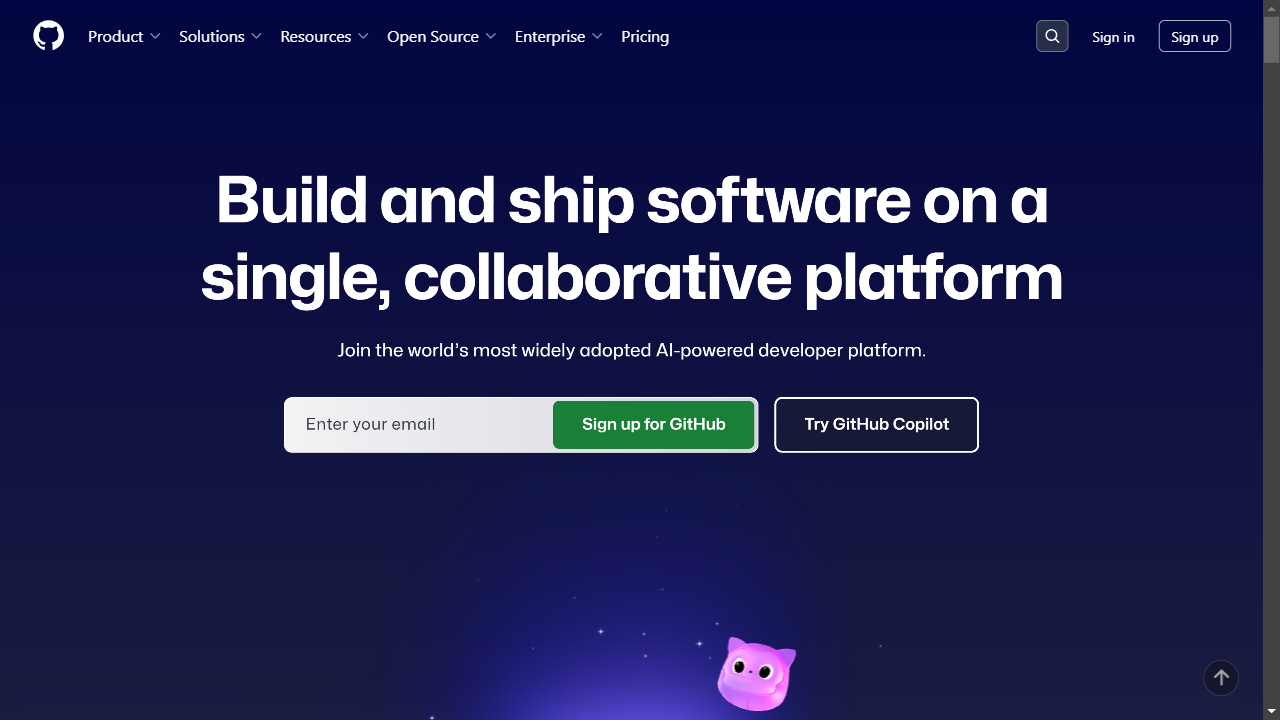 Product Solutions Resources Open Source Enterprise Pricing Sign in Sign up
Build and ship software on a
single, collaborative platform
Join the world's most widely adopted AI-powered developer platform.
Enter your email Sign up for GitHub Try GitHub Copilot